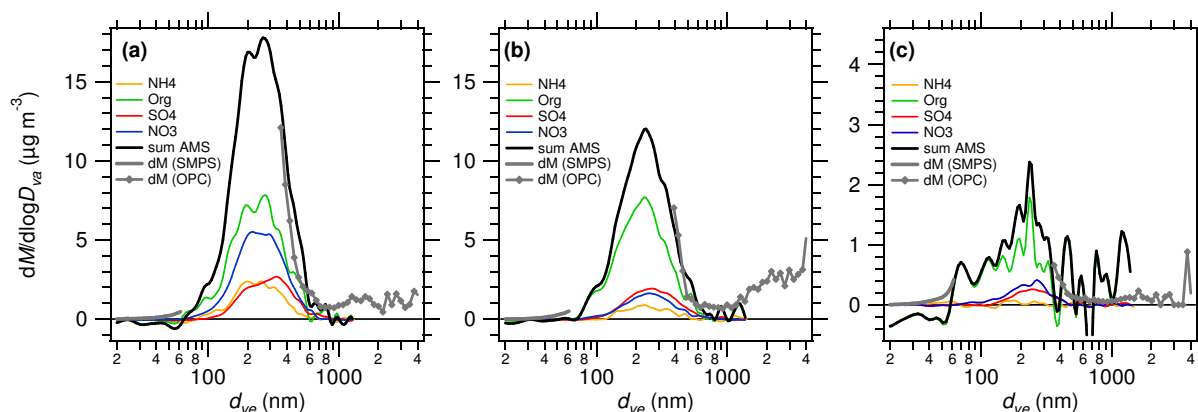 (a)
NH4
Org
SO4
NO3
sum AMS
dM (SMPS)
dM (OPC)
15
10
5
0
dM/dlogDva (µg m-3)
2 4 6 8 2 4 6 8 2 4
100 1000
dve (nm)
(b)
NH4
Org
SO4
NO3
sum AMS
dM (SMPS)
dM (OPC)
15
10
5
0
2 4 6 8 2 4 6 8 2 4
100 1000
dve (nm)
(c)
NH4
Org
SO4
NO3
sum AMS
dM (SMPS)
dM (OPC)
4
3
2
1
0
2 4 6 8 2 4 6 8 2 4
100 1000
dve (nm)